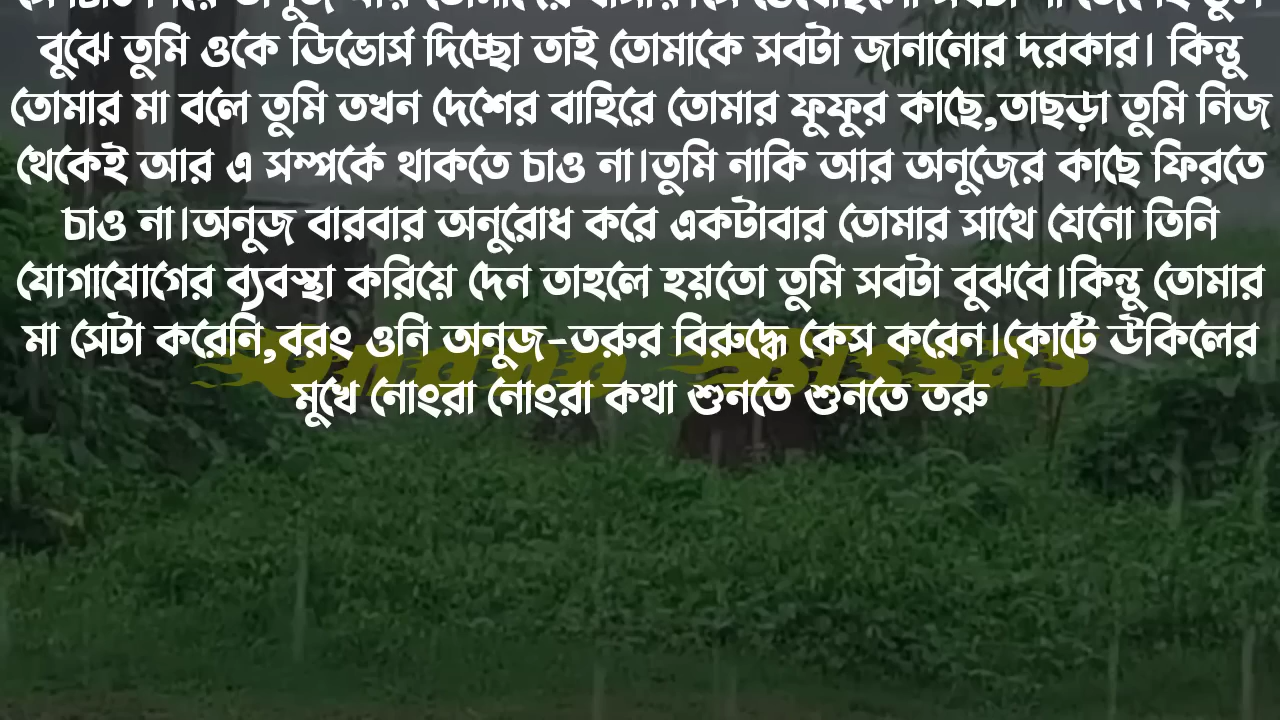 বুঝে তুমি ওকে ডিভোর্স দিচ্ছো তাই তোমাকে সবটা জানানোর দরকার। কিন্তু
তোমার মা বলে তুমি তখন দেশের বাহিরে তোমার ফুফুর কাছে,তাছড়া তুমি নিজ
থেকেই আর এ সম্পর্কে থাকতে চাও না।তুমি নাকি আর অনুজের কাছে ফিরতে
চাও না।অনুজ বারবার অনুরোধ করে একটাবার তোমার সাথে যেনো তিনি
যোগাযোগের ব্যবস্থা করিয়ে দেন তাহলে হয়তো তুমি সবটা বুঝবে।কিন্তু তোমার
মা সেটা করেনি,বরং ওনি অনুজ-তরুর বিরুদ্ধে কেস করেন।কোর্টে উকিলের
মুখে নোংরা নোংরা কথা শুনতে শুনতে তরু